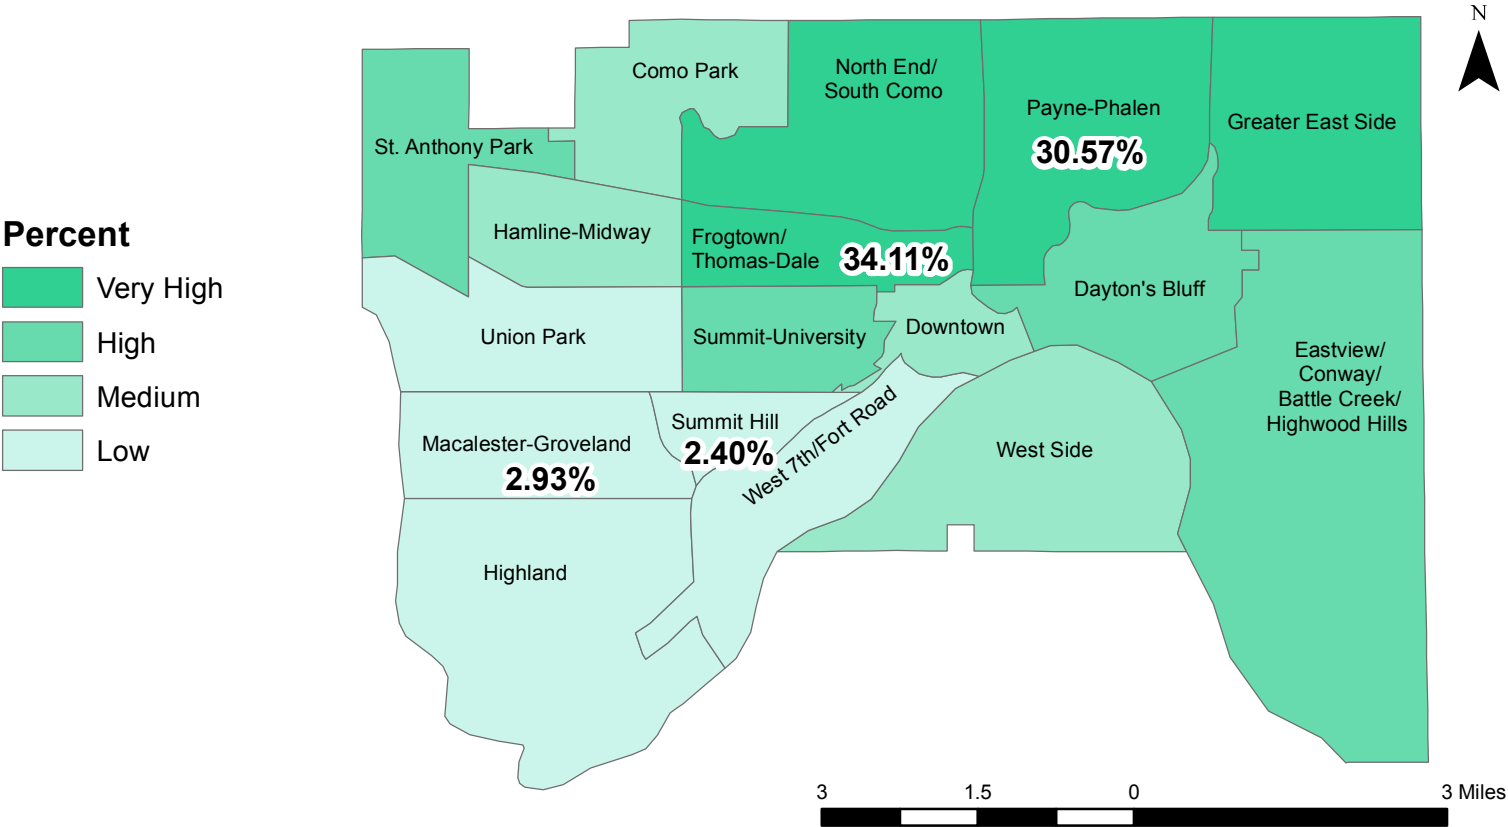 N
Como Park
North End/
South Como
Payne-Phalen
30.57%
Greater East Side
St. Anthony Park
Hamline-Midway
Frogtown/
Thomas-Dale
34.11%
Dayton's Bluff
Union Park
Summit-University
Downtown
Eastview/
Conway/
Battle Creek/
Highwood Hills
Macalester-Groveland
2.93%
Summit Hill
2.40%
West 7th/Fort Road
West Side
Highland
Percent
Very High
High
Medium
Low
3 1.5 0 3 Miles